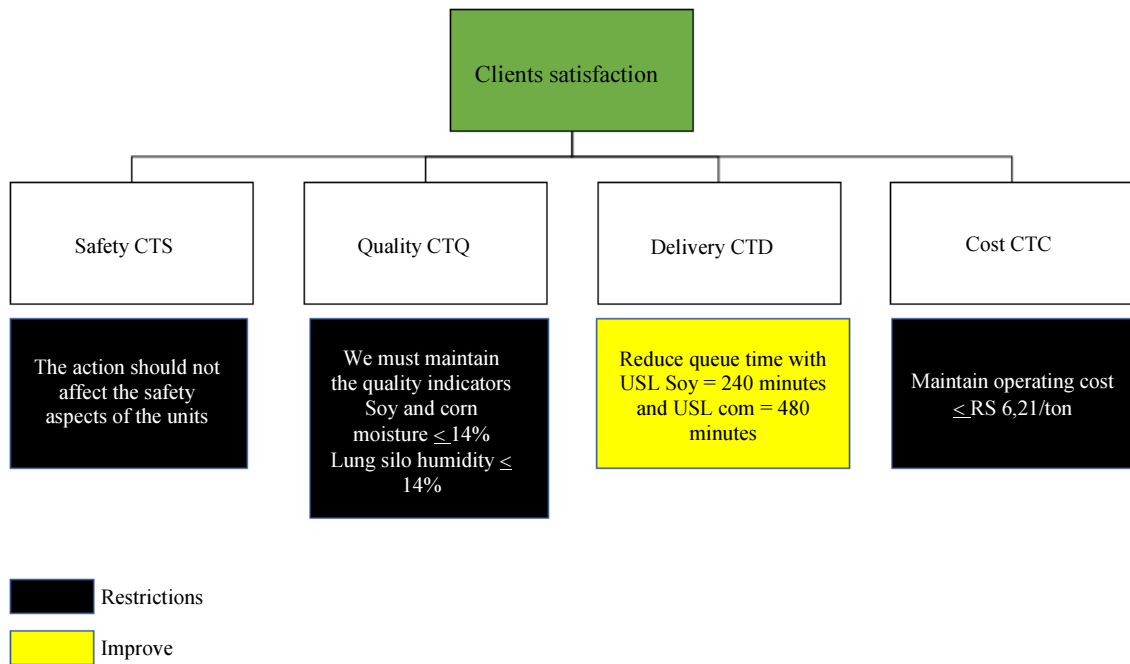 Clients satisfaction
Safety CTS
Quality CTQ
Delivery CTD
Cost CTC
The action should not
affect the safety
aspects of the units
We must maintain
the quality indicators
Soy and corn
moisture ≤ 14%
Lung silo humidity ≤
14%
Reduce queue time with
USL Soy = 240 minutes
and USL com = 480
minutes
Maintain operating cost
≤ RS 6,21/ton
Restrictions
Improve